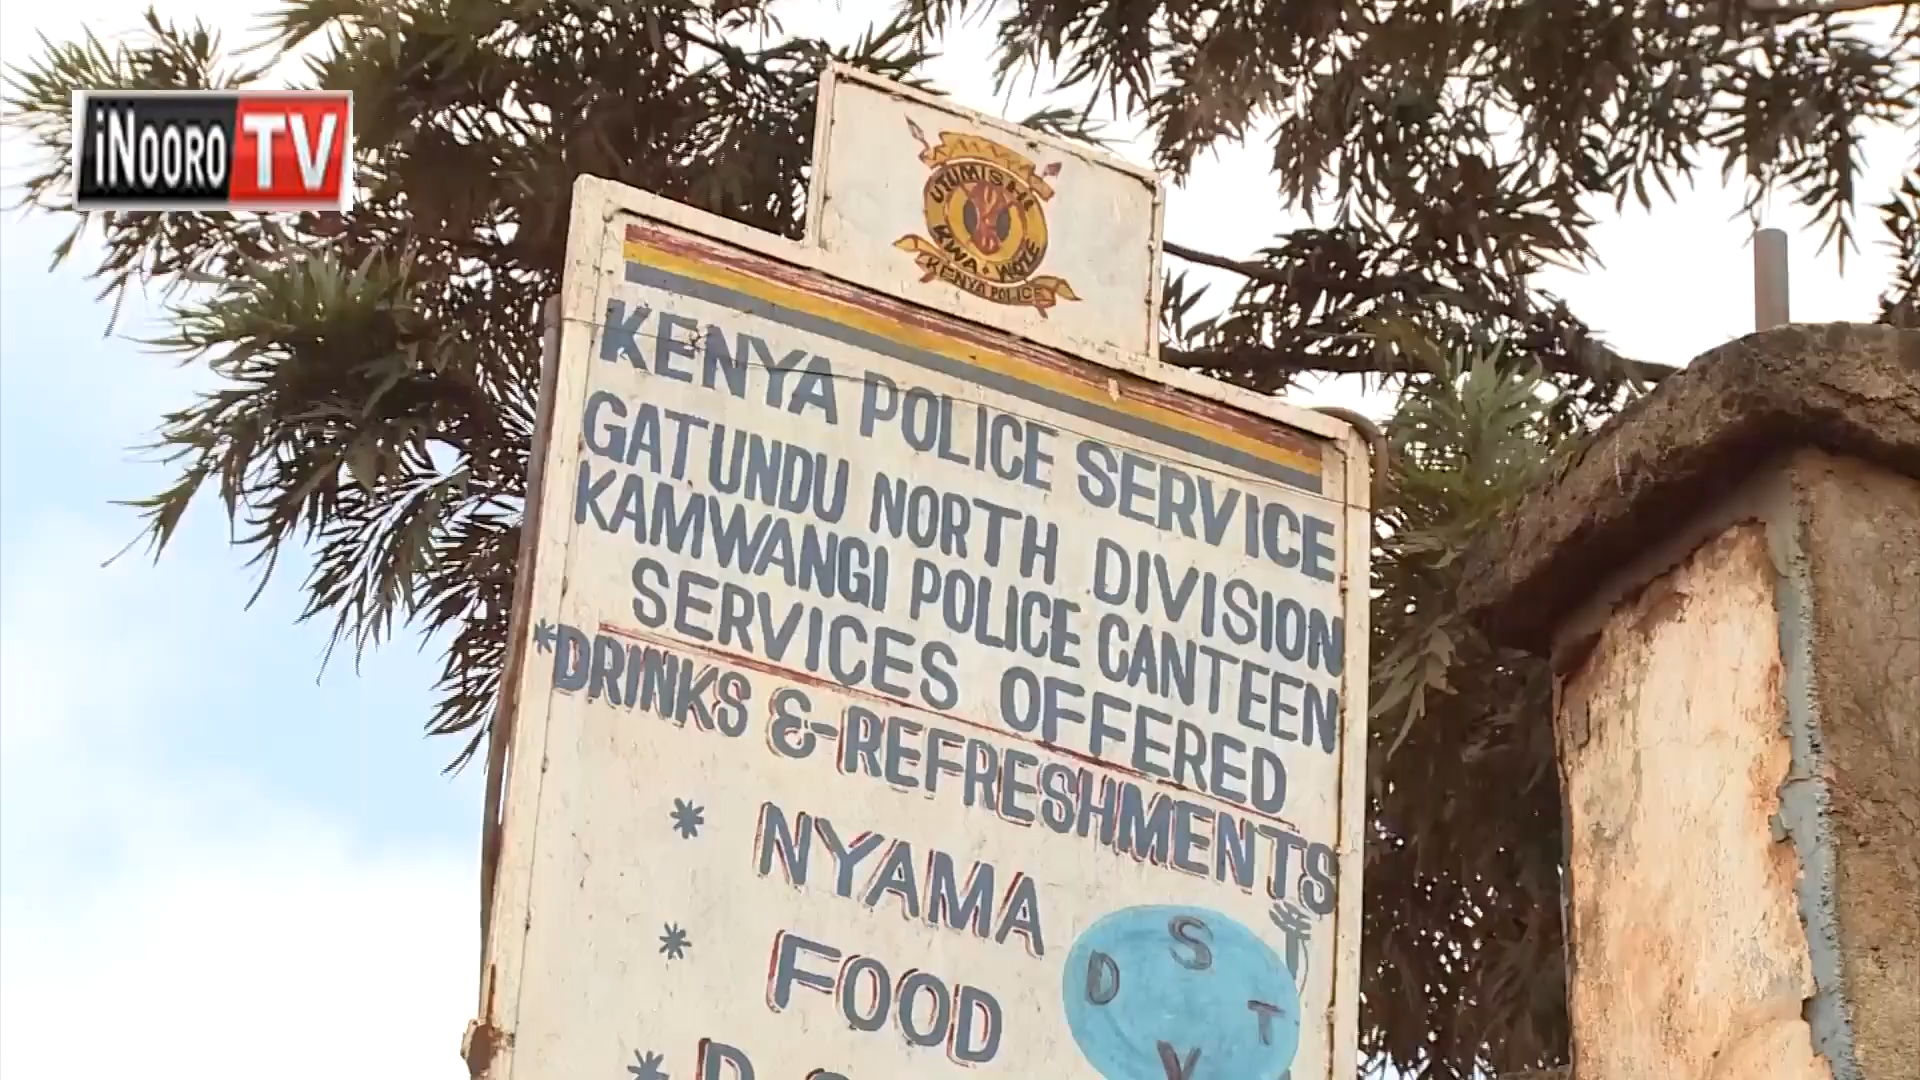 iNOORO TV
UTUMISHI
KWA * WOTE
KENYA POLICE
KENYA POLICE SERVICE
GATUNDU NORTH DIVISION
KAMWANGI POLICE CANTEEN
SERVICES OFFERED
*DRINKS & REFRESHMENTS
* NYAMA
* FOOD
DSTV